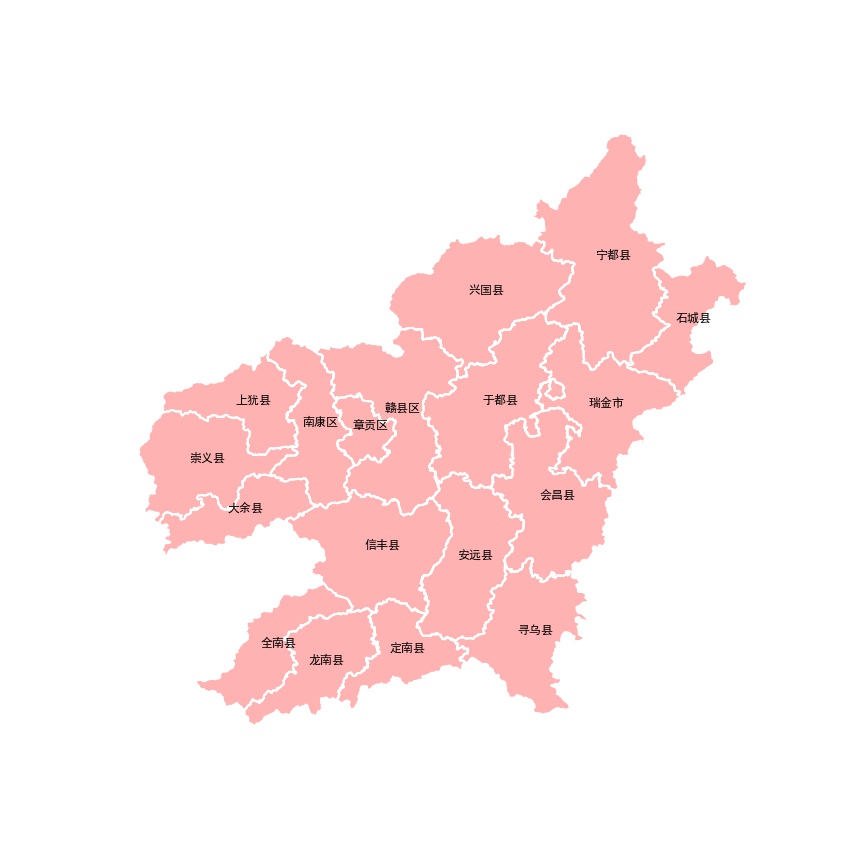 宁都县
兴国县
石城县
上犹县
于都县
瑞金市
赣县区
南康区
章贡区
崇义县
会昌县
大余县
信丰县
安远县
寻乌县
全南县
定南县
龙南县